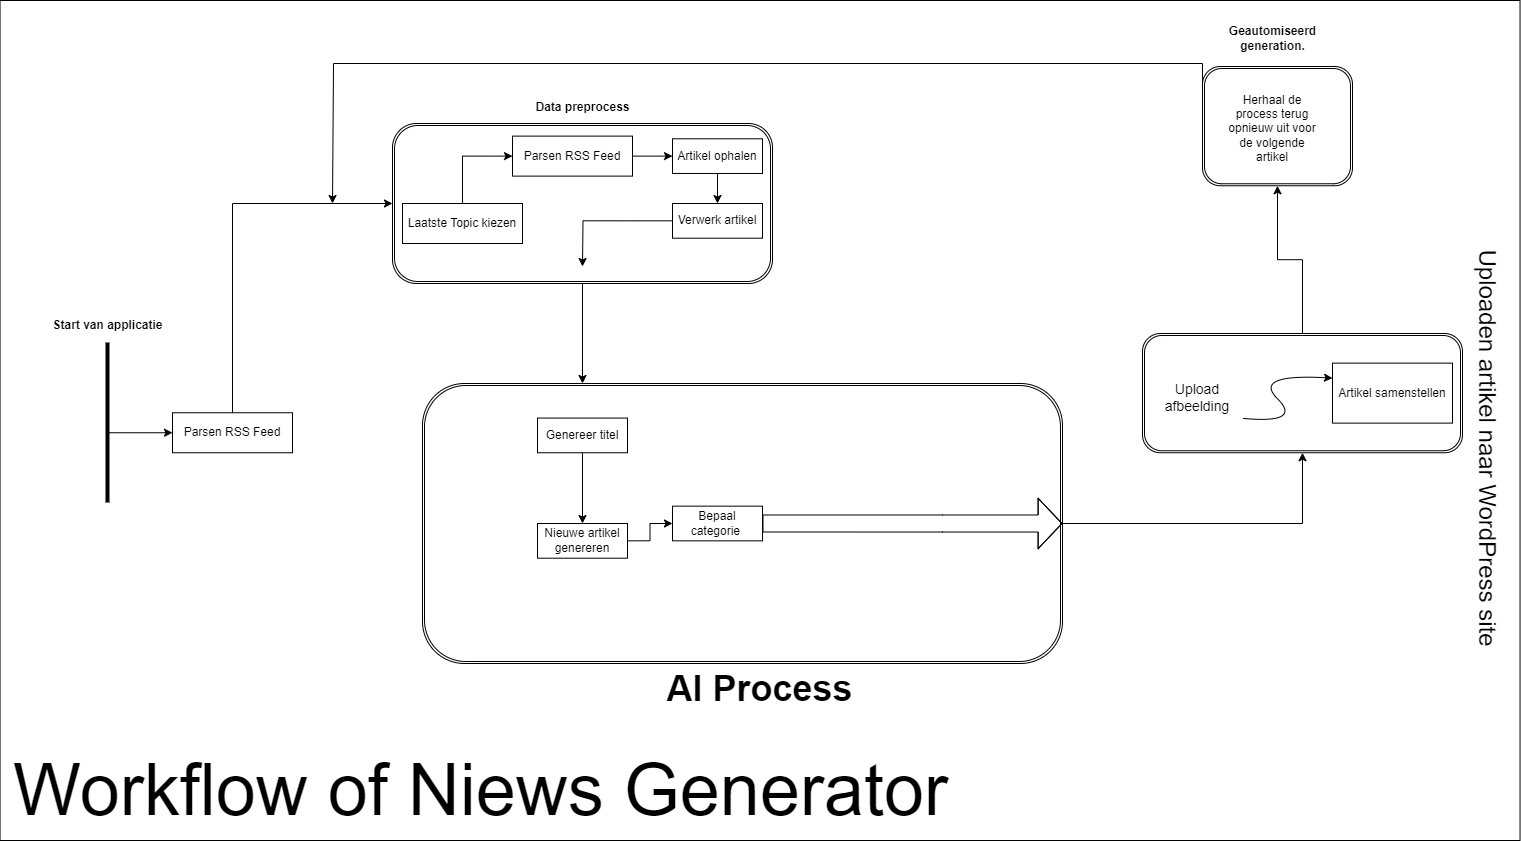 Geautomiseerd
generation.
Herhaal de
process terug
opnieuw uit voor
de volgende
artikel
Data preprocess
Parsen RSS Feed
Artikel ophalen
Laatste Topic kiezen
Verwerk artikel
Start van applicatie
Parsen RSS Feed
Genereer titel
Nieuwe artikel
genereren
Bepaal
categorie
Upload
afbeelding
Artikel samenstellen
Uploaden artikel naar WordPress site
AI Process
Workflow of Niews Generator